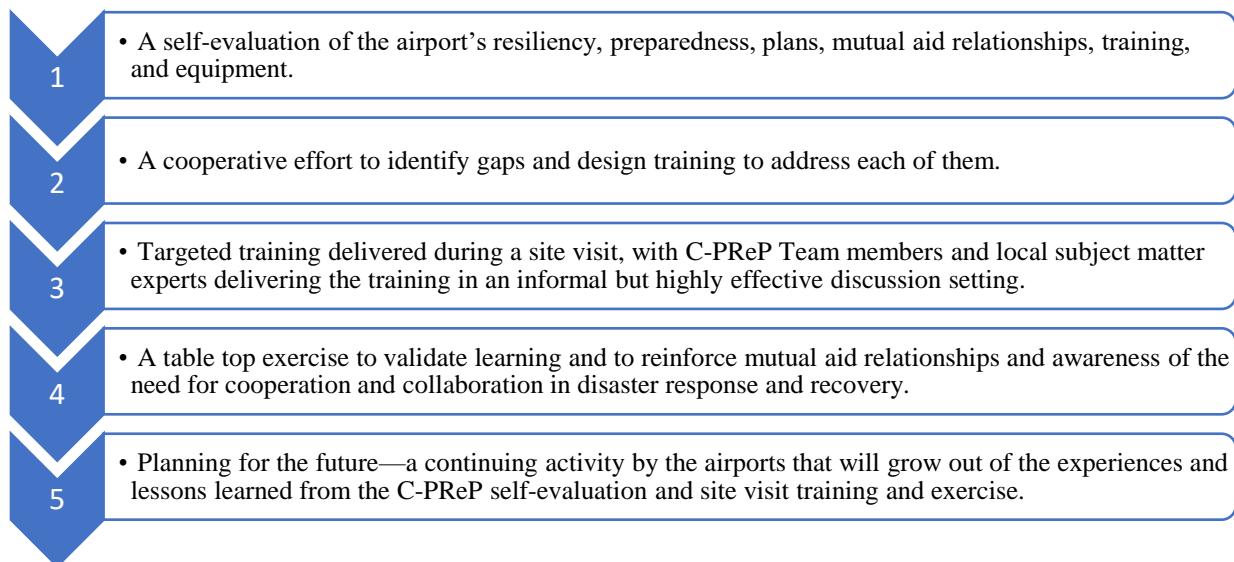 1
• A self-evaluation of the airport’s resiliency, preparedness, plans, mutual aid relationships, training,
and equipment.
2
• A cooperative effort to identify gaps and design training to address each of them.
3
• Targeted training delivered during a site visit, with C-PReP Team members and local subject matter
experts delivering the training in an informal but highly effective discussion setting.
4
• A table top exercise to validate learning and to reinforce mutual aid relationships and awareness of the
need for cooperation and collaboration in disaster response and recovery.
5
• Planning for the future—a continuing activity by the airports that will grow out of the experiences and
lessons learned from the C-PReP self-evaluation and site visit training and exercise.